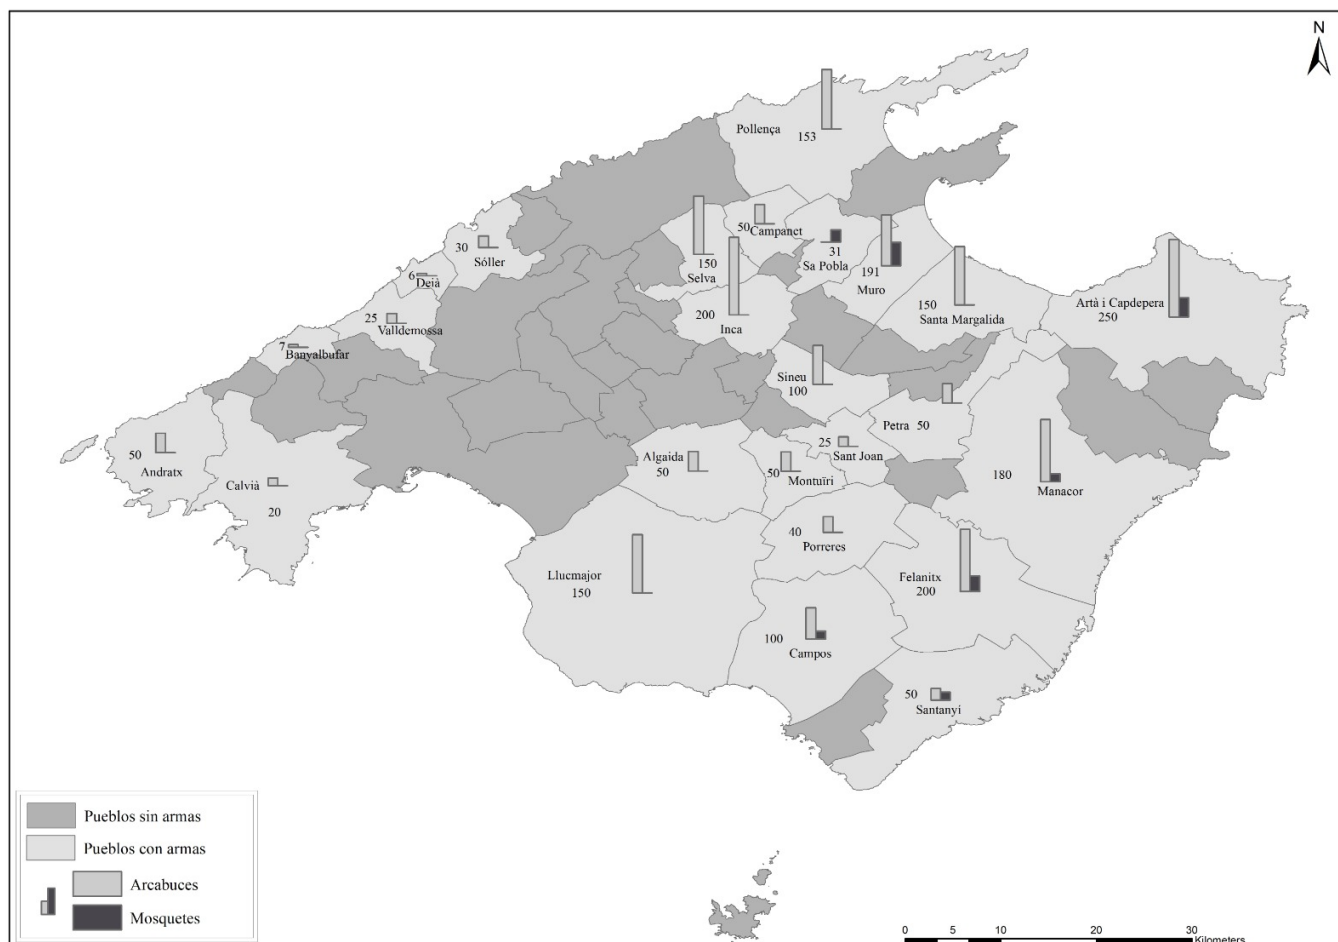 N
Pollença
153
50
Campanet
30
Sóller
150
Selva
31
Sa Pobla
191
Muro
6
Deià
25
Valldemossa
200
Inca
150
Santa Margalida
Artà i Capdepera
250
7
Banyalbufar
Sineu
100
Petra 50
25
Sant Joan
50
Andratx
Algaida
50
50
Montuïri
180
Manacor
Calvià
20
40
Porreres
Llucmajor
150
Felanitx
200
100
Campos
50
Santanyi
Pueblos sin armas
Pueblos con armas
Arcabuces
Mosquetes
0 5 10 20 30
Kilometers